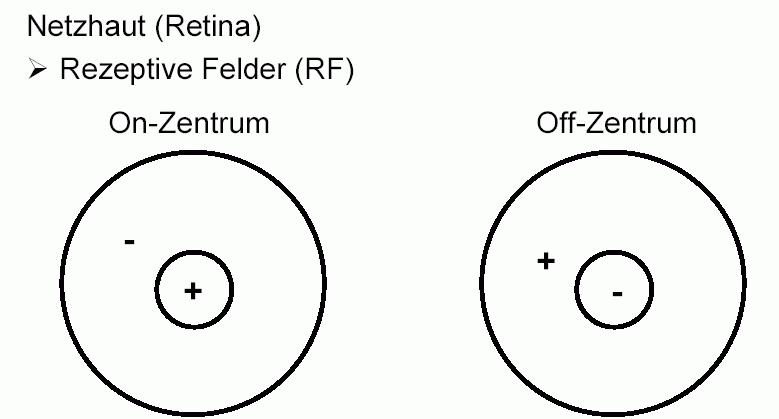 Netzhaut (Retina)
➢ Rezeptive Felder (RF)
On-Zentrum
Off-Zentrum
-
+
+
-